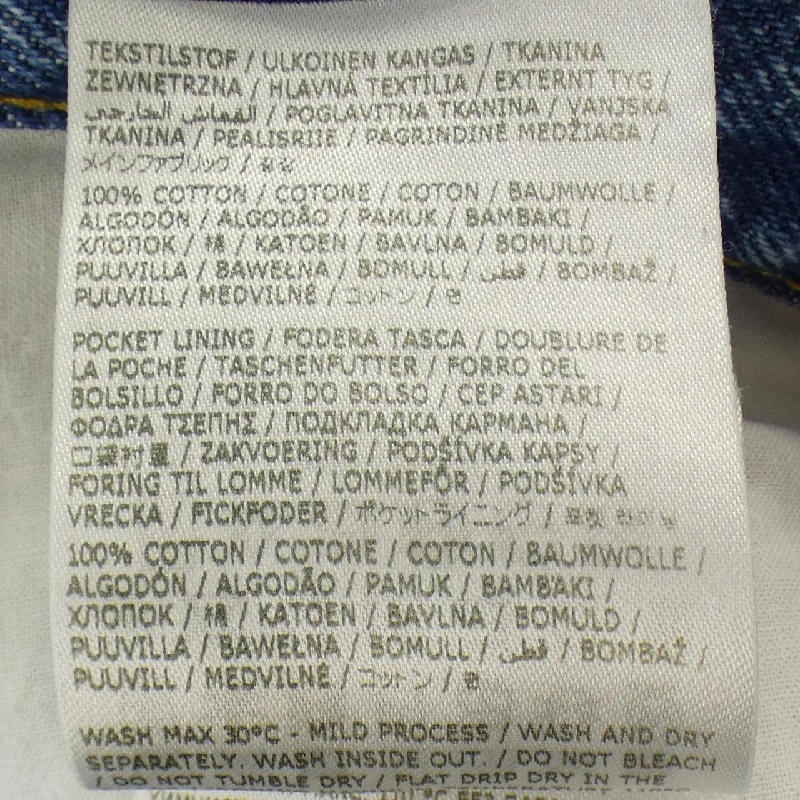 TEKSTILSTOF / ULKOINEN KANGAS / TKANINA
ZEWNĘTRZNA / HLAVNÁ TEXTÍLIA / EXTERNT TYG /
القماش الخارجي / POGLAVITNA TKANINA / VANJSKA
TKANINA / PEALISRIIE / PAGRINDINĖ MEDŽIAGA /
メインファブリック /
100% COTTON / COTONE / COTON / BAUMWOLLE /
ALGODÓN / ALGODÃO / PAMUK / BAMBAKI /
ХЛОПОК / 棉 / KATOEN / BAVLNA / BOMULD /
PUUVILLA / BAWEŁNA / BOMULL / قطن / BOMBAŽ /
PUUVILL / MEDVILNĖ / コットン / 면
POCKET LINING / FODERA TASCA / DOUBLURE DE
LA POCHE / TASCHENFUTTER / FORRO DEL
BOLSILLO / FORRO DO BOLSO / CEP ASTARI /
ΦΟΔΡΑ ΤΣΕΠΗΣ / ПОДКЛАДКА КАРМАНА /
口袋衬里 / ZAKVOERING / PODŠÍVKA KAPSY /
FORING TIL LOMME / LOMMEFÔR / PODŠÍVKA
VRECKA / FICKFODER / ポケットライニング /
100% COTTON / COTONE / COTON / BAUMWOLLE /
ALGODÓN / ALGODÃO / PAMUK / BAMBAKI /
ХЛОПОК / 棉 / KATOEN / BAVLNA / BOMULD /
PUUVILLA / BAWEŁNA / BOMULL / قطن / BOMBAŽ /
PUUVILL / MEDVILNĖ / コットン / 면
WASH MAX 30°C - MILD PROCESS / WASH AND DRY
SEPARATELY. WASH INSIDE OUT. / DO NOT BLEACH
/ DO NOT TUMBLE DRY / FLAT DRIP DRY IN THE